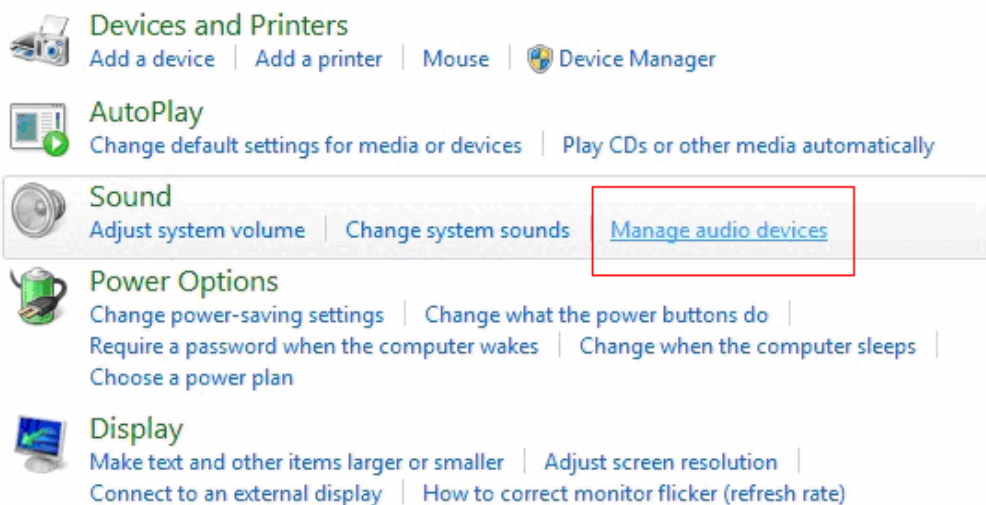 Devices and Printers
Add a device | Add a printer | Mouse | Device Manager
AutoPlay
Change default settings for media or devices | Play CDs or other media automatically
Sound
Adjust system volume | Change system sounds | Manage audio devices
Power Options
Change power-saving settings | Change what the power buttons do |
Require a password when the computer wakes | Change when the computer sleeps |
Choose a power plan
Display
Make text and other items larger or smaller | Adjust screen resolution |
Connect to an external display | How to correct monitor flicker (refresh rate)